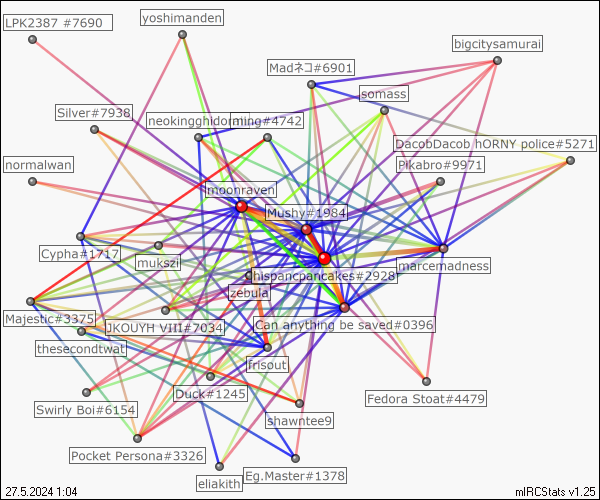 LPK2387 #7690
yoshimanden
bigcitysamurai
Madネコ#6901
somass
Silver#7938
neokingghidorming#4742
DacobDacob hORNY police#5271
normalwan
Pikabro#9971
moonraven
Mushy#1984
Cypha#1717
mukszi
hispancpancakes#2928
marcemadness
zebula
Majestic#3375
JKOUYH VIII#7034
Can anything be saved#0396
thesecondtwat
frisout
Duck#1245
Swirly Boi#6154
Fedora Stoat#4479
shawntee9
Pocket Persona#3326
eliakith
Eg.Master#1378
27.5.2024 1:04
mIRCStats v1.25